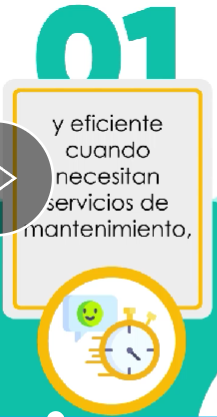 01
y eficiente
cuando
necesitan
servicios de
mantenimiento,